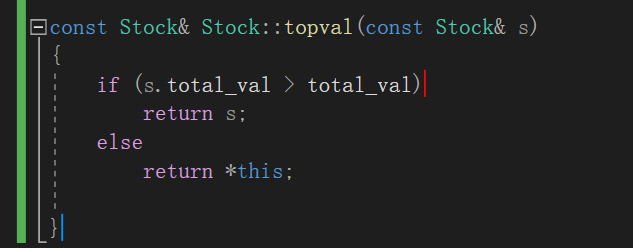 const Stock& Stock::topval(const Stock& s)
{
if (s.total_val > total_val)
return s;
else
return *this;
}